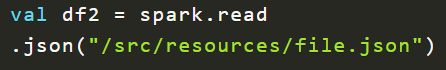 val df2 = spark.read
.json("/src/resources/file.json")